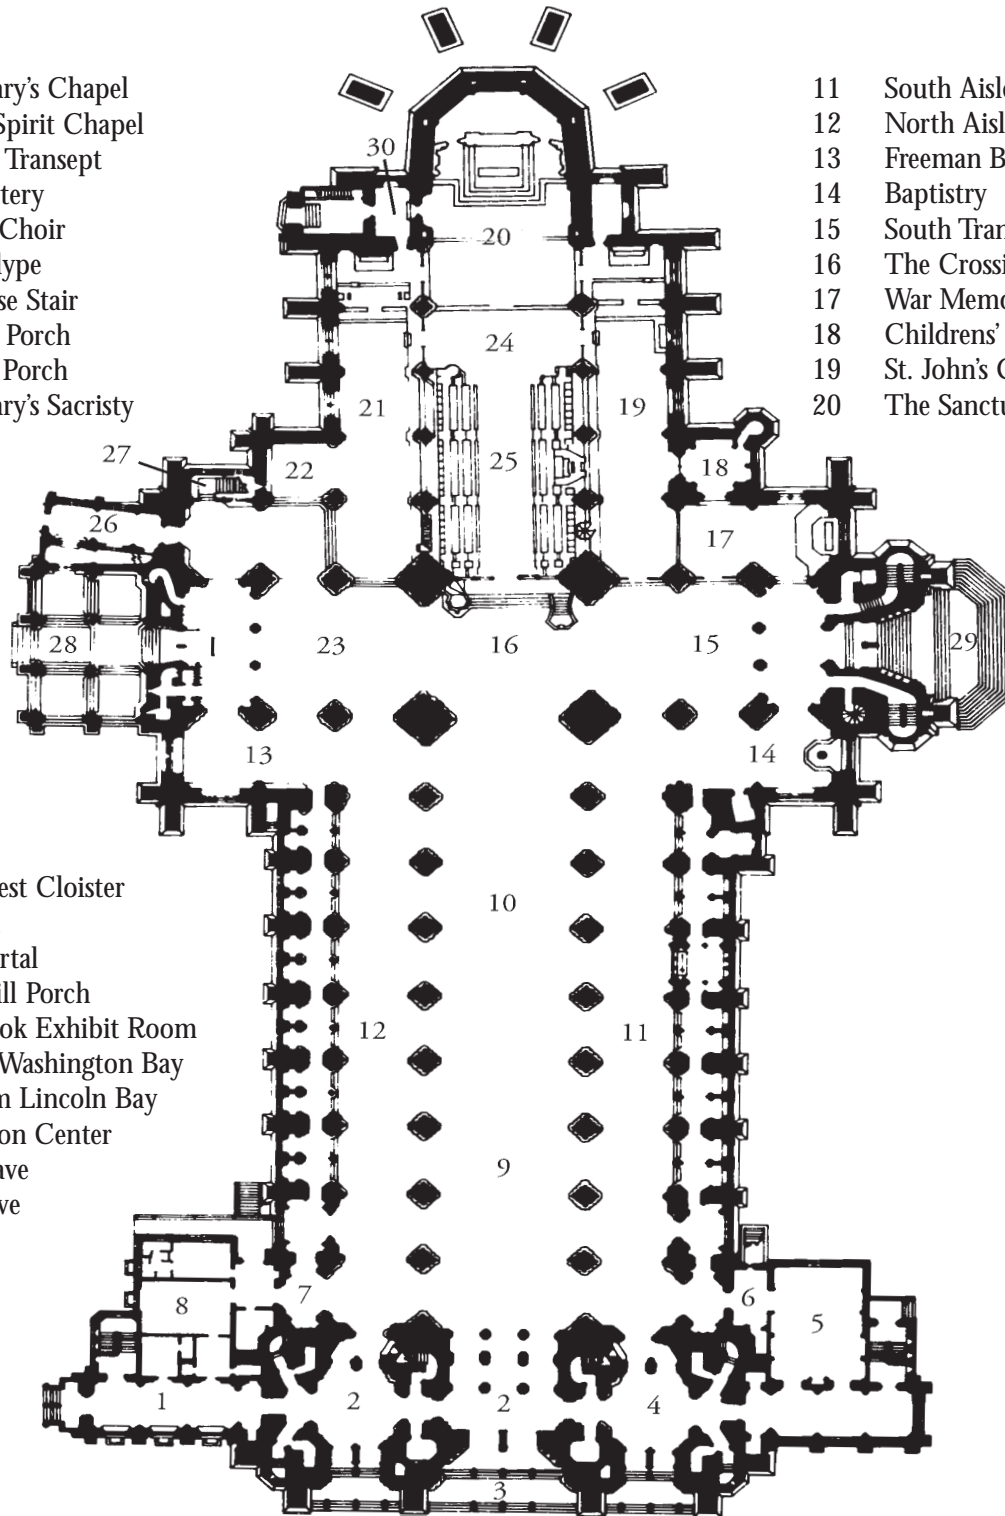 ary's Chapel
Spirit Chapel
Transept
tery
Choir
lype
se Stair
Porch
Porch
ary's Sacristy
11 South Aisl
12 North Aisl
13 Freeman B
14 Baptistry
15 South Tran
16 The Crossi
17 War Memo
18 Childrens'
19 St. John's C
20 The Sanctu
est Cloister
rtal
ill Porch
ok Exhibit Room
Washington Bay
m Lincoln Bay
on Center
ave
ve
30
20
24
21
19
27
22
25
18
26
17
28
23
16
15
29
13
14
10
12
11
9
7
6
8
5
1
2
2
4
3